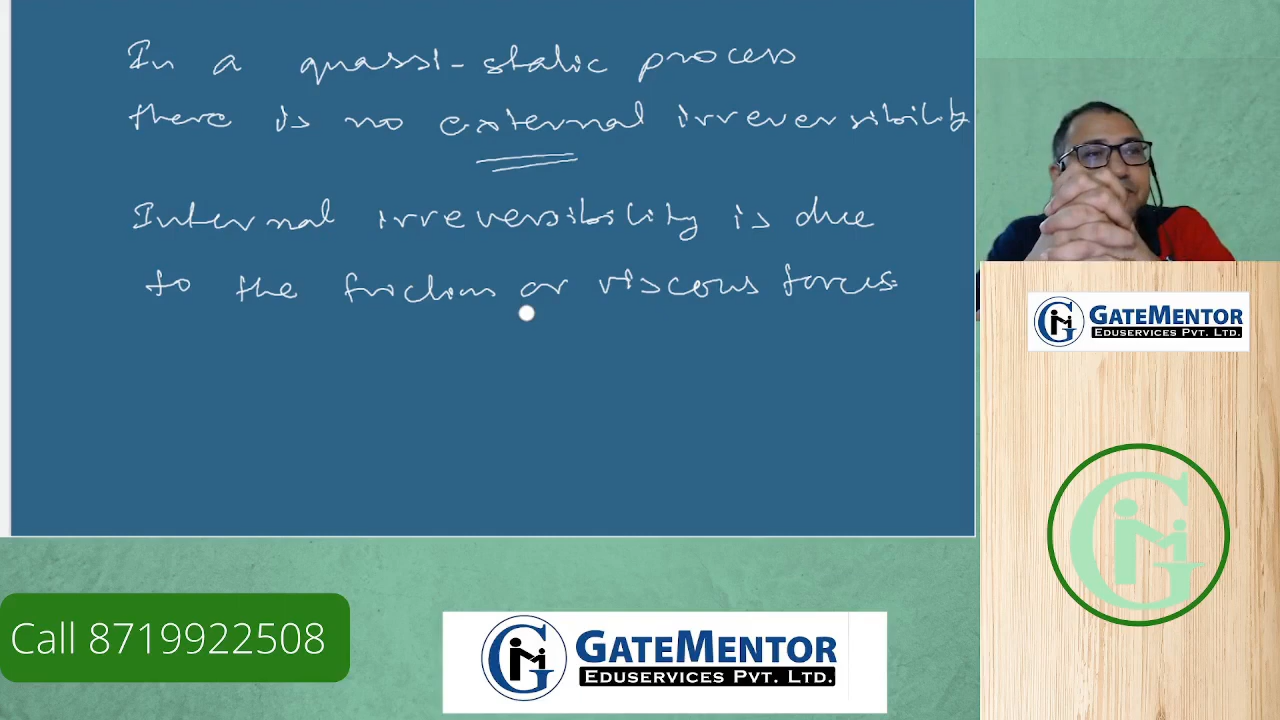 In a quassi-static process
there is no external irreversibility
Internal irreversibility is due
to the friction or viscous forces.
GATEMENTOR
EDUSERVICES PVT. LTD.
Call 8719922508
GATEMENTOR
EDUSERVICES PVT. LTD.